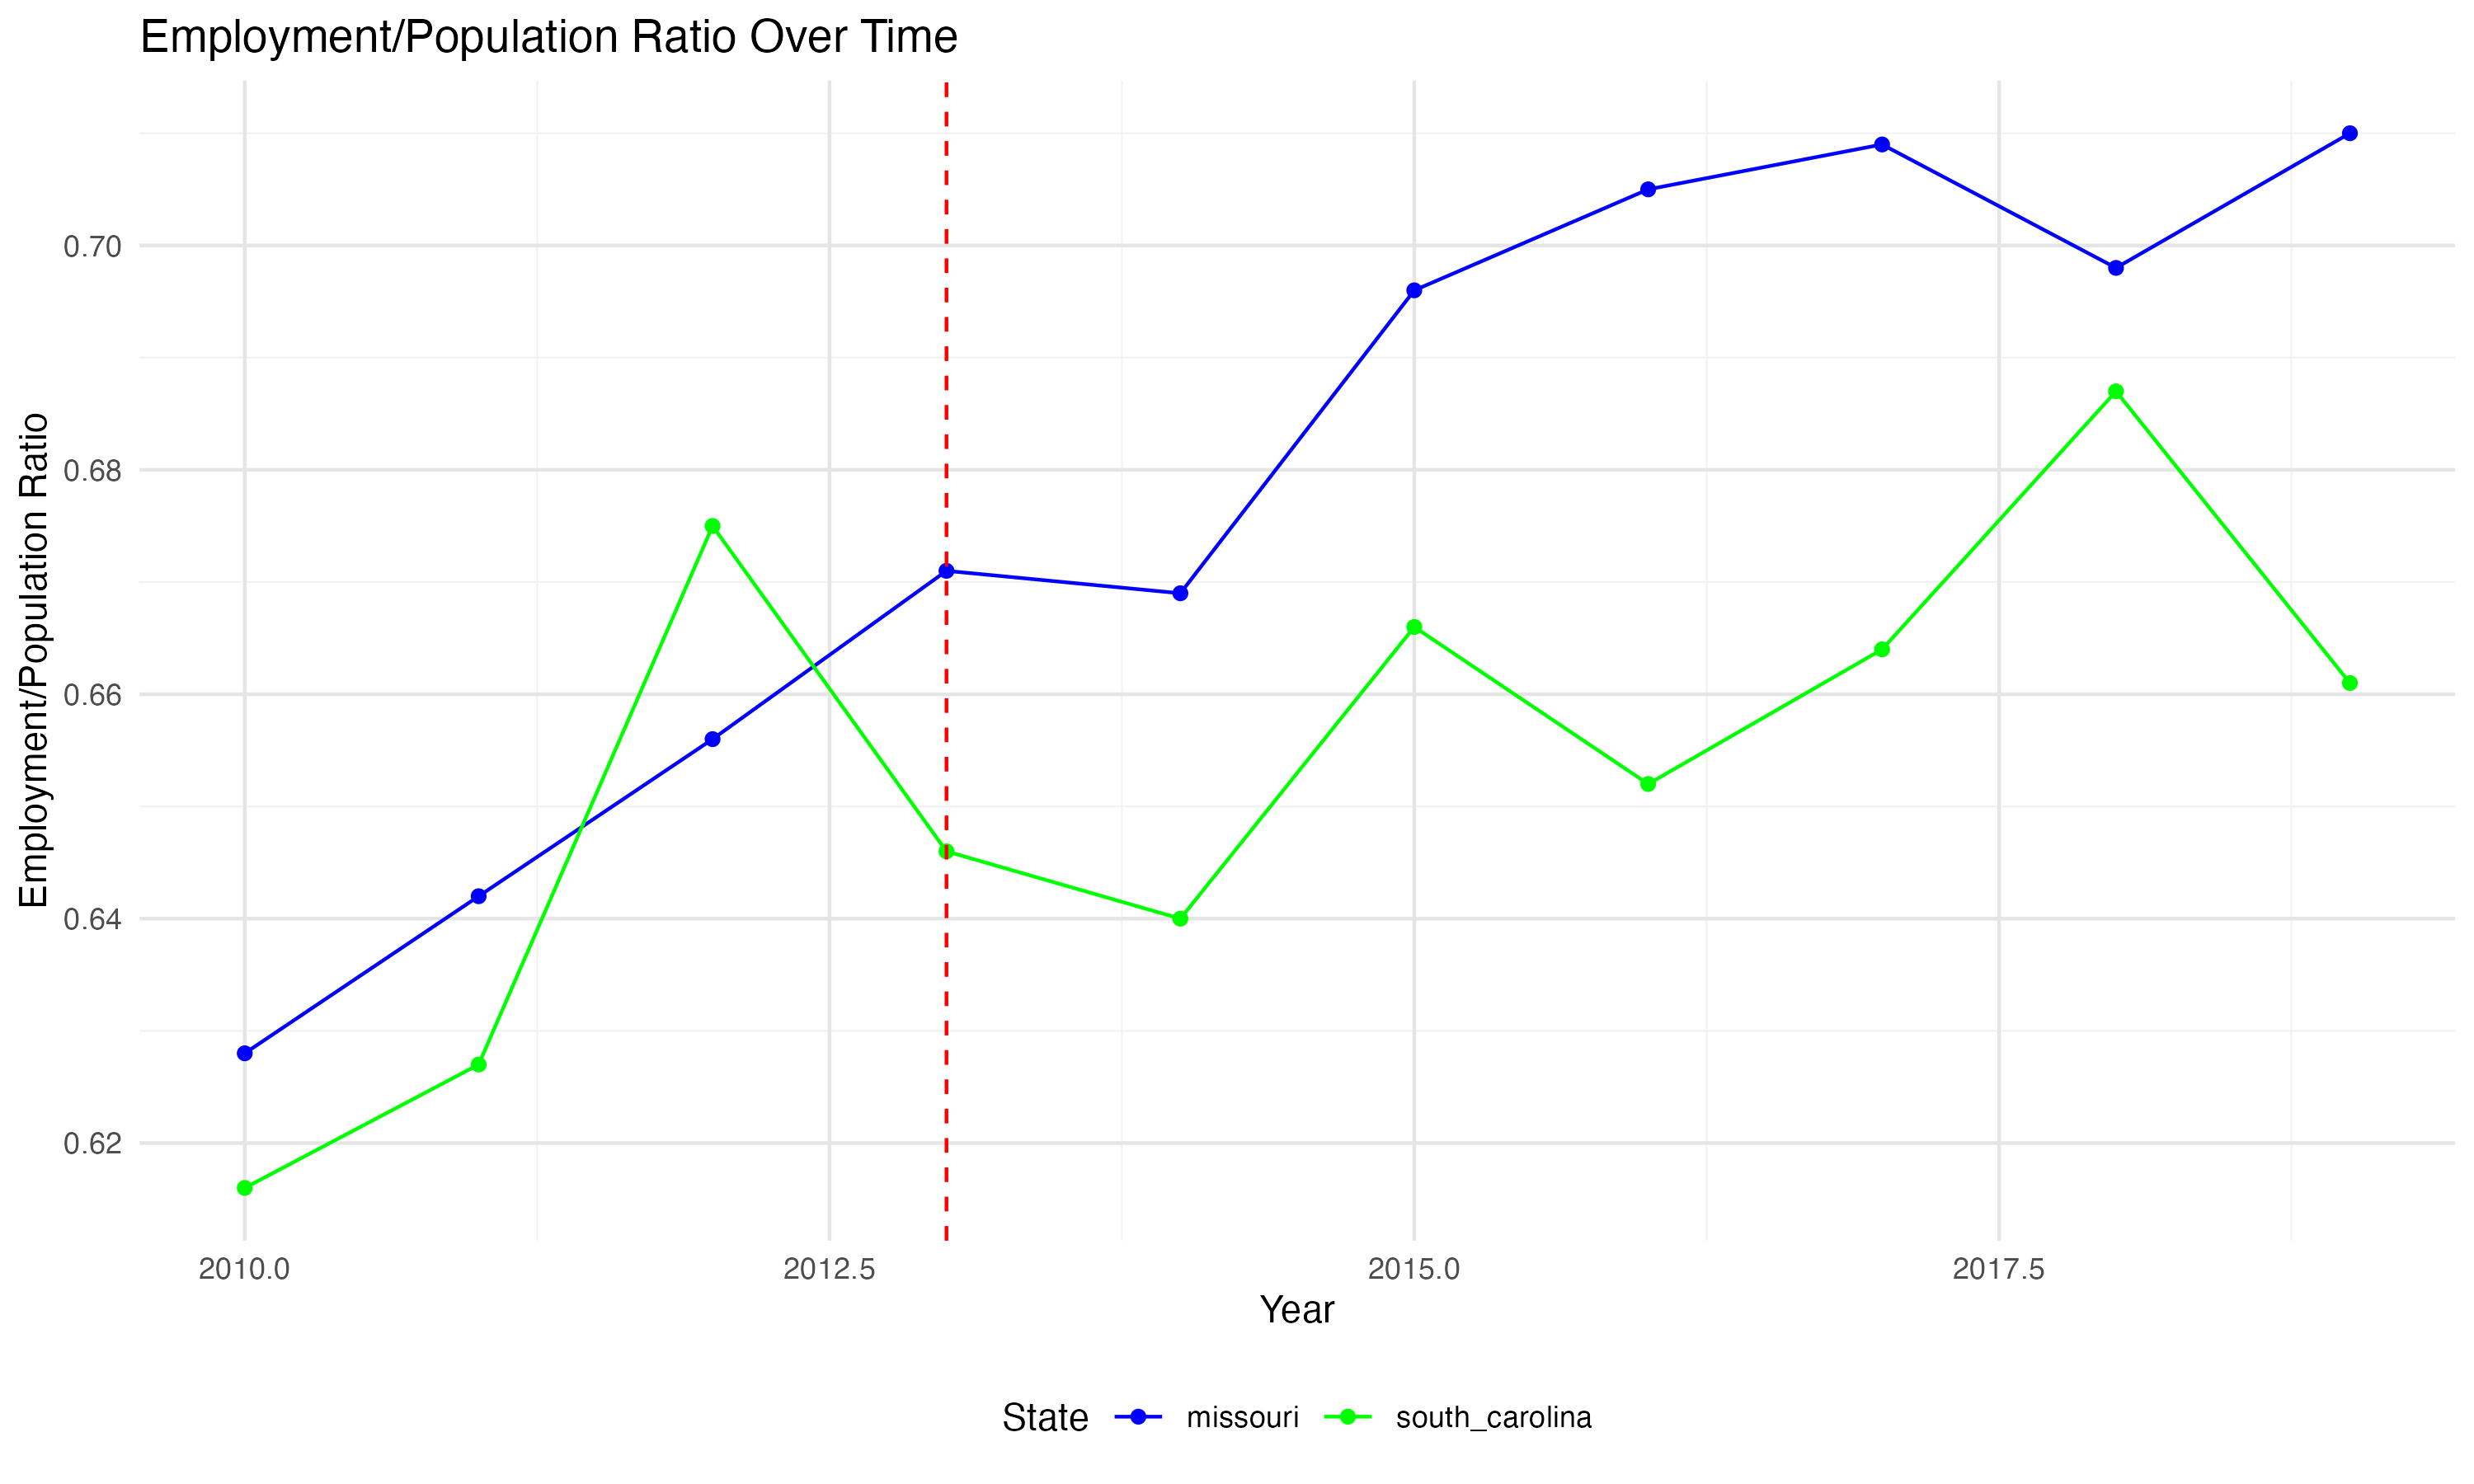 Employment/Population Ratio Over Time
Employment/Population Ratio
0.70
0.68
0.66
0.64
0.62
2010.0 2012.5 2015.0 2017.5
Year
State missouri south_carolina